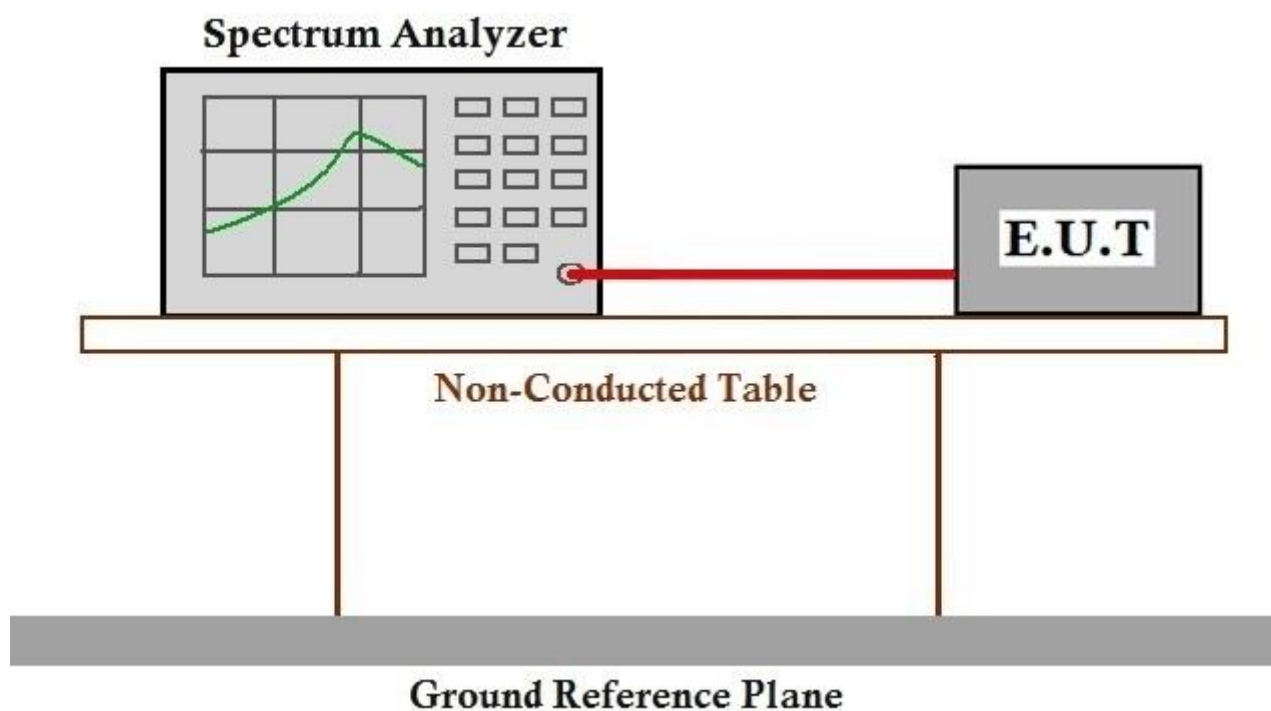 Spectrum Analyzer
E.U.T
Non-Conducted Table
Ground Reference Plane